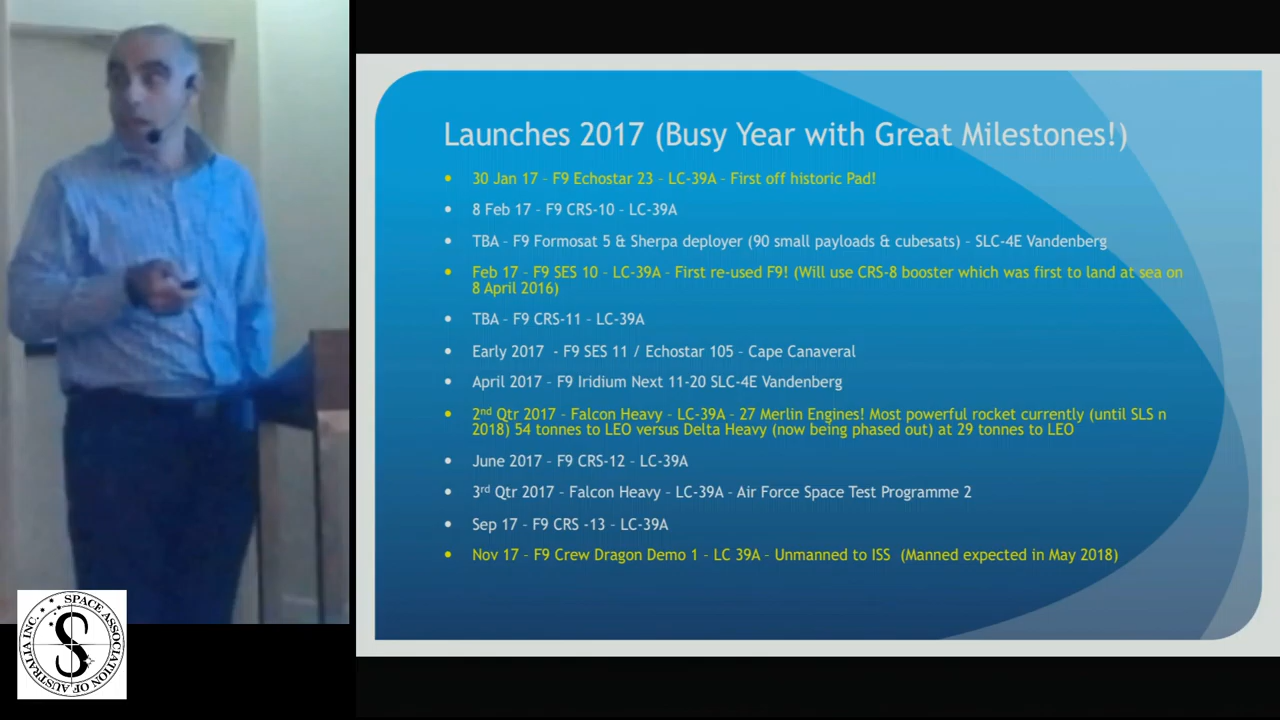 Launches 2017 (Busy Year with Great Milestones!)
• 30 Jan 17 - F9 Echostar 23 - LC-39A - First off historic Pad!
• 8 Feb 17 - F9 CRS-10 - LC-39A
• TBA - F9 Formosat 5 & Sherpa deployer (90 small payloads & cubesats) - SLC-4E Vandenberg
• Feb 17 - F9 SES 10 - LC-39A - First re-used F9! (Will use CRS-8 booster which was first to land at sea on
8 April 2016)
• TBA - F9 CRS-11 - LC-39A
• Early 2017 - F9 SES 11 / Echostar 105 - Cape Canaveral
• April 2017 - F9 Iridium Next 11-20 SLC-4E Vandenberg
• 2nd Qtr 2017 - Falcon Heavy - LC-39A - 27 Merlin Engines! Most powerful rocket currently (until SLS n
2018) 54 tonnes to LEO versus Delta Heavy (now being phased out) at 29 tonnes to LEO
• June 2017 - F9 CRS-12 - LC-39A
• 3rd Qtr 2017 - Falcon Heavy - LC-39A - Air Force Space Test Programme 2
• Sep 17 - F9 CRS -13 - LC-39A
• Nov 17 - F9 Crew Dragon Demo 1 - LC 39A - Unmanned to ISS (Manned expected in May 2018)
SPACE ASSOCIATION OF AUSTRALIA INC.
S